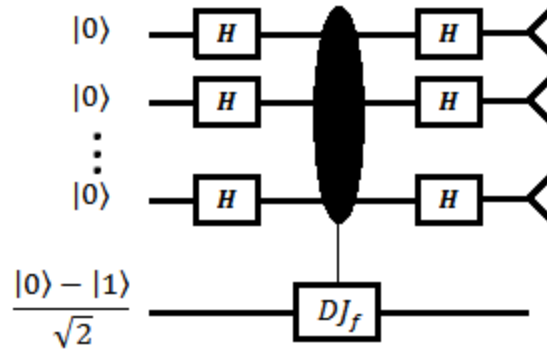 |0⟩ H H
|0⟩ H H
⋮
|0⟩ H H
|0⟩ − |1⟩
√2
DJ_f